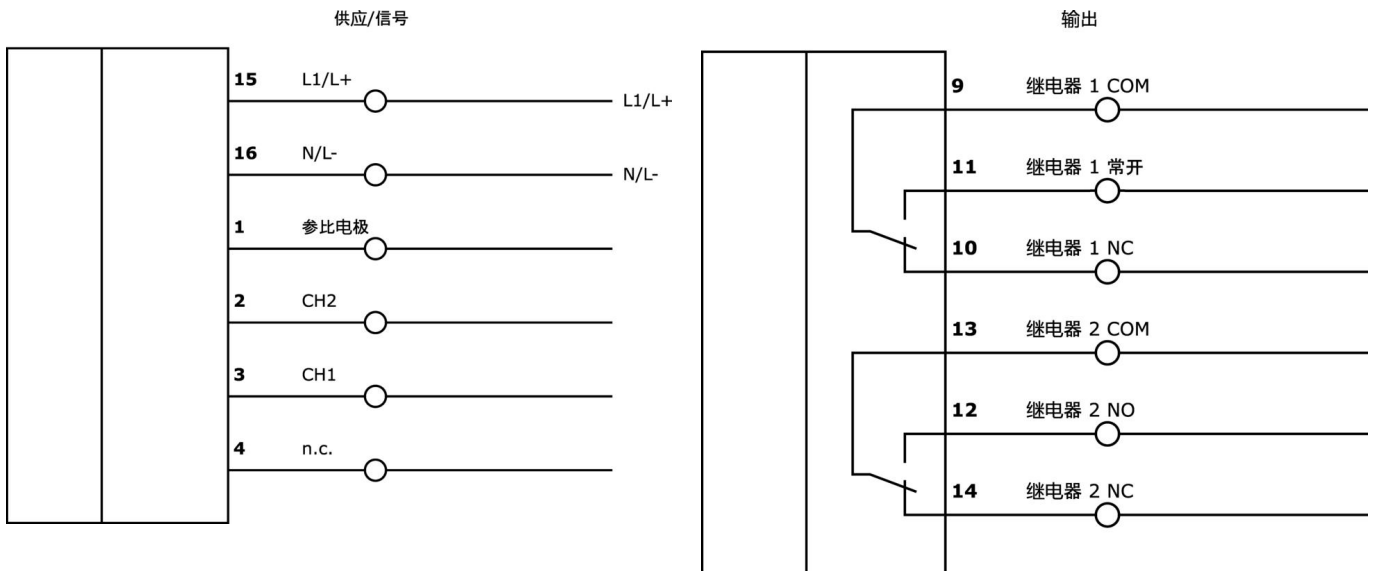 供应/信号
15 L1/L+
L1/L+
16 N/L-
N/L-
1 参比电极
2 CH2
3 CH1
4 n.c.
输出
9 继电器 1 COM
11 继电器 1 常开
10 继电器 1 NC
13 继电器 2 COM
12 继电器 2 NO
14 继电器 2 NC